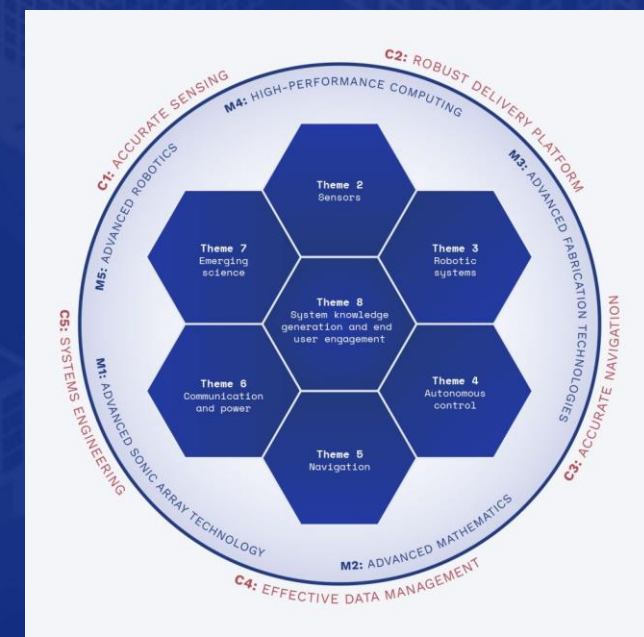 C1: ACCURATE SENSING
C2: ROBUST DELIVERY PLATFORM
C3: ACCURATE NAVIGATION
C4: EFFECTIVE DATA MANAGEMENT
C5: SYSTEMS ENGINEERING
M4: HIGH-PERFORMANCE COMPUTING
M3: ADVANCED FABRICATION TECHNOLOGIES
M2: ADVANCED MATHEMATICS
M1: ADVANCED SONIC ARRAY TECHNOLOGY
M5: ADVANCED ROBOTICS
Theme 2
Sensors
Theme 7
Emerging
science
Theme 3
Robotic
systems
Theme 8
System knowledge
generation and end
user engagement
Theme 6
Communication
and power
Theme 4
Autonomous
control
Theme 5
Navigation